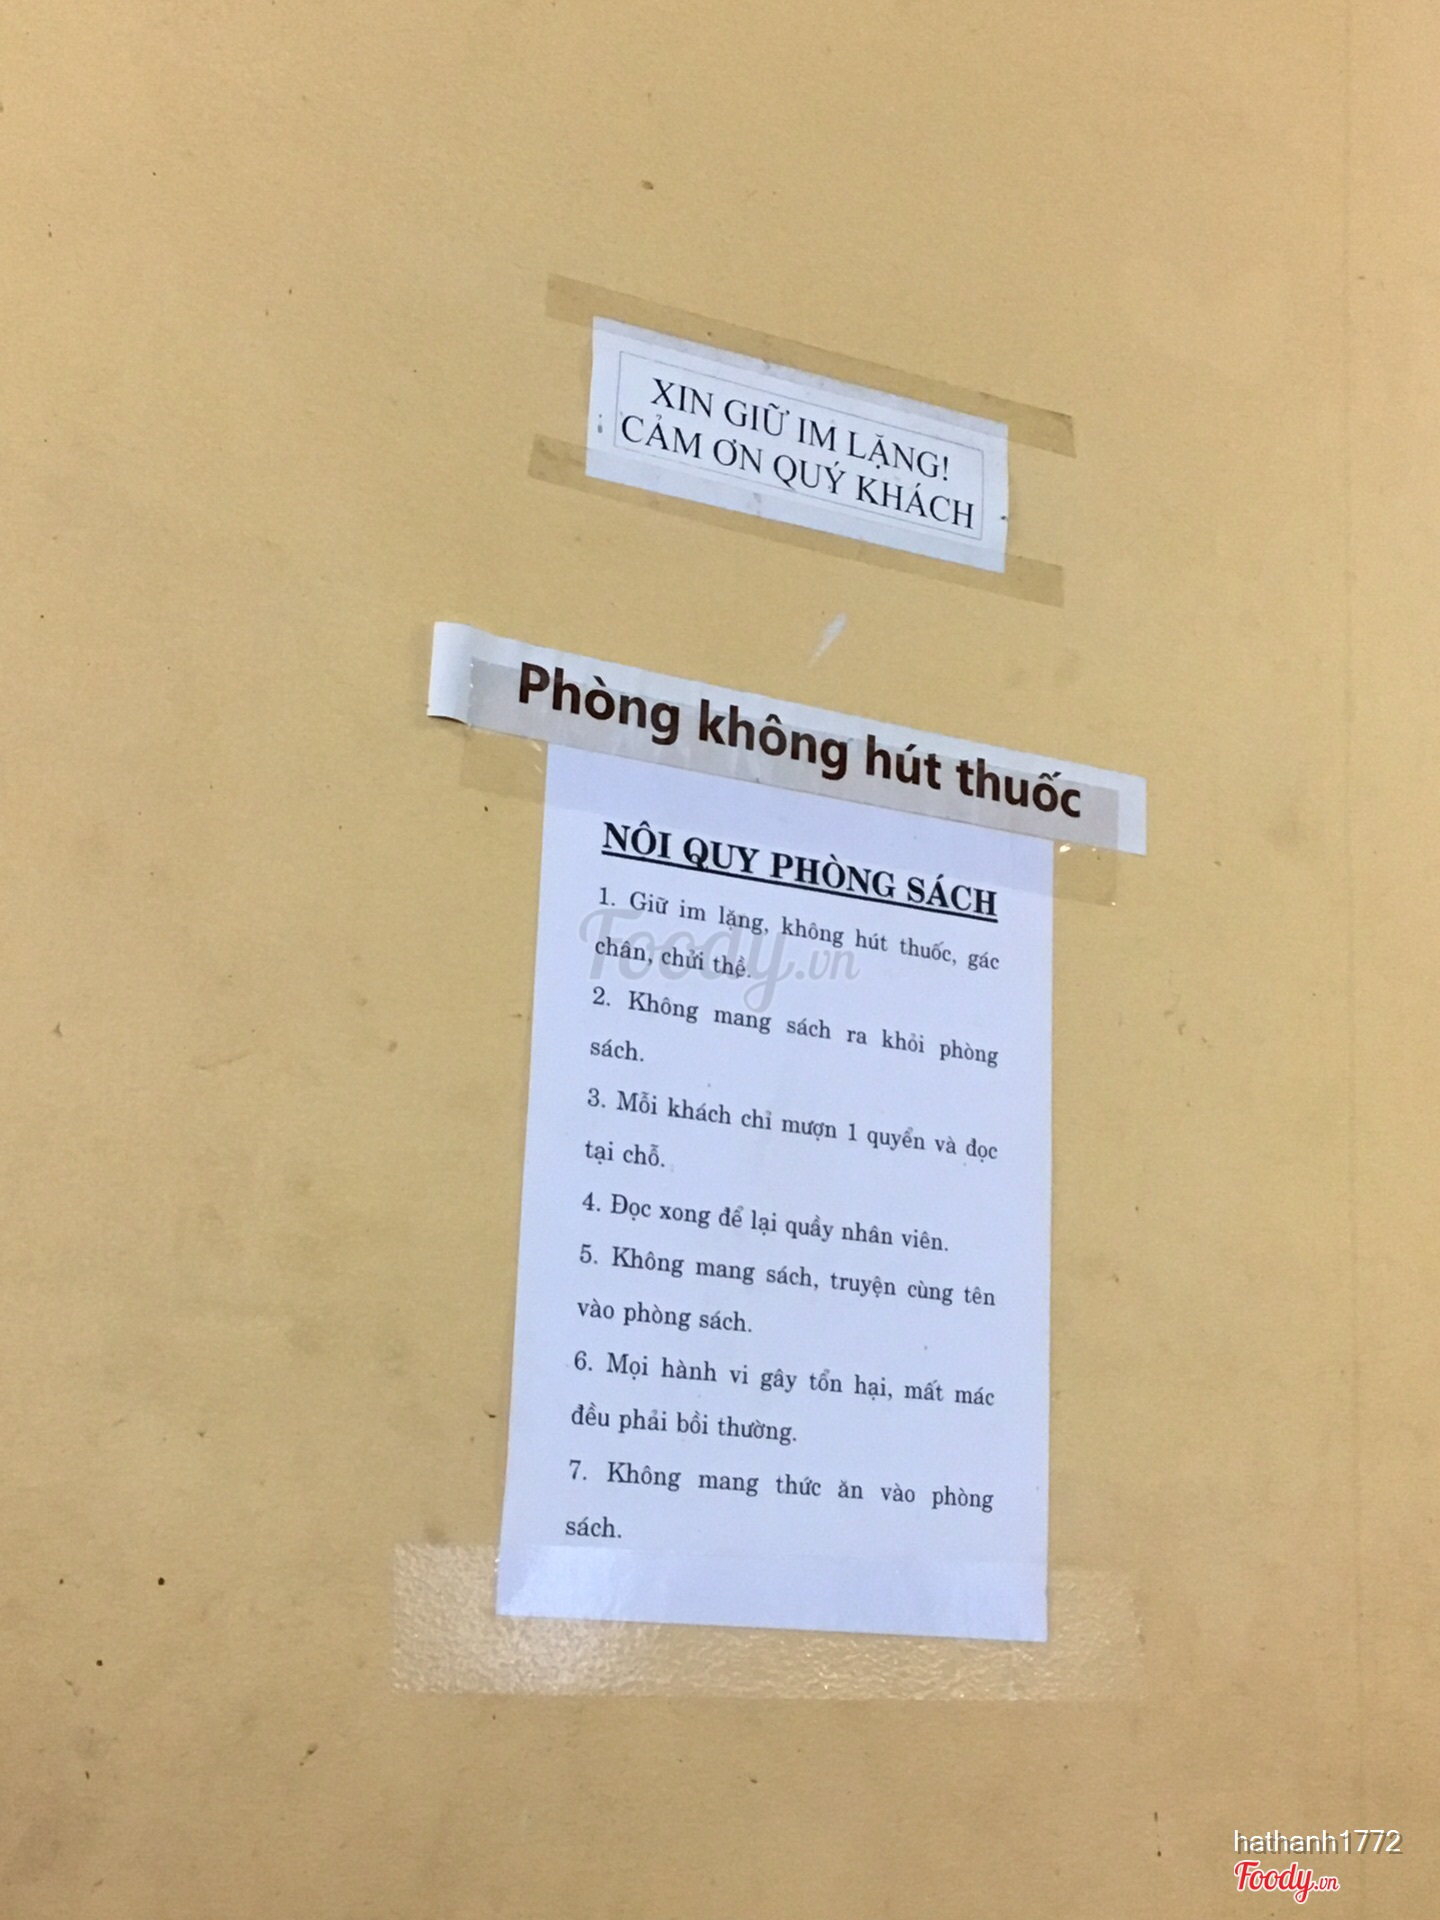 XIN GIỮ IM LẶNG!
CẢM ƠN QUÝ KHÁCH
Phòng không hút thuốc
NỘI QUY PHÒNG SÁCH
1. Giữ im lặng, không hút thuốc, gác
chân, chửi thề.
2. Không mang sách ra khỏi phòng
sách.
3. Mỗi khách chỉ mượn 1 quyển và đọc
tại chỗ.
4. Đọc xong để lại quầy nhân viên.
5. Không mang sách, truyện cùng tên
vào phòng sách.
6. Mọi hành vi gây tổn hại, mất mác
đều phải bồi thường.
7. Không mang thức ăn vào phòng
sách.
Foody.vn
hathanh1772
Foody.vn